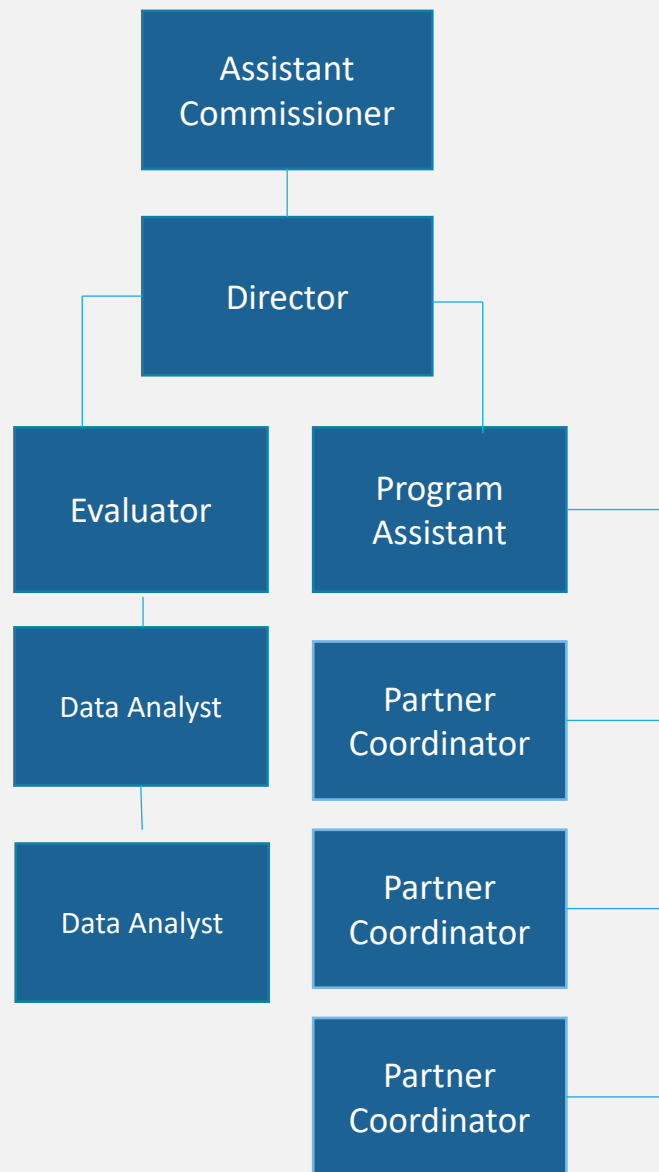 Assistant
Commissioner
Director
Evaluator
Program
Assistant
Data Analyst
Partner
Coordinator
Data Analyst
Partner
Coordinator
Partner
Coordinator